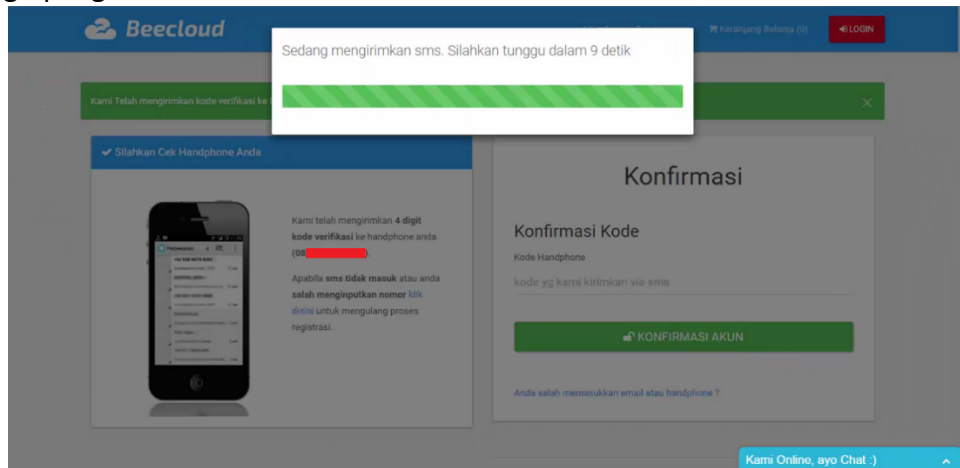 Beecloud
Keranjang Belanja (0)
LOGIN
Sedang mengirimkan sms. Silahkan tunggu dalam 9 detik
Kami Telah mengirimkan kode verifikasi ke
Silahkan Cek Handphone Anda
Kami telah mengirimkan 4 digit
kode verifikasi ke handphone anda
(08 ).
Apabila sms tidak masuk atau anda
salah menginputkan nomor klik
disini untuk mengulang proses
registrasi.
Konfirmasi
Konfirmasi Kode
Kode Handphone
kode yg kami kirimkan via sms
KONFIRMASI AKUN
Anda salah memasukkan email atau handphone ?
Kami Online, ayo Chat :)